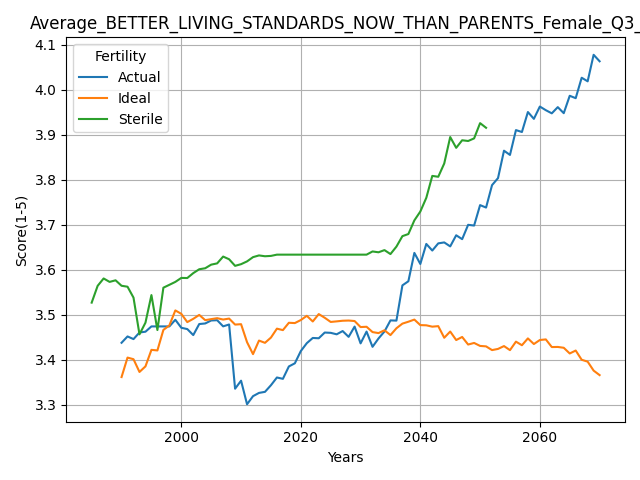 Average_BETTER_LIVING_STANDARDS_NOW_THAN_PARENTS_Female_Q3_
Fertility
Actual
Ideal
Sterile
Score(1-5)
4.1
4.0
3.9
3.8
3.7
3.6
3.5
3.4
3.3
2000
2020
2040
2060
Years